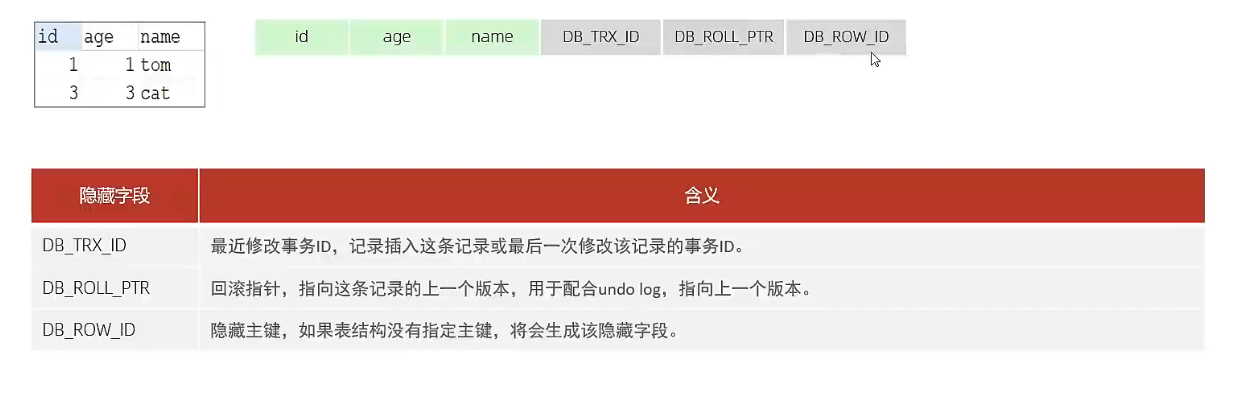 id age name
1 1 tom
3 3 cat
id age name DB_TRX_ID DB_ROLL_PTR DB_ROW_ID
隐藏字段 含义
DB_TRX_ID 最近修改事务ID，记录插入这条记录或最后一次修改该记录的事务ID。
DB_ROLL_PTR 回滚指针，指向这条记录的上一个版本，用于配合undo log，指向上一个版本。
DB_ROW_ID 隐藏主键，如果表结构没有指定主键，将会生成该隐藏字段。